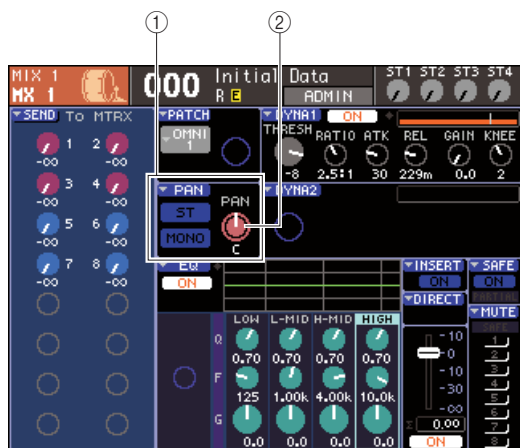 ① ②
MIX 1
MX 1
000
Initial Data
R E
ADMIN
ST1 ST2 ST3 ST4
SEND TO MTRX
1 2
-∞ -∞
3 4
-∞ -∞
5 6
-∞ -∞
7 8
-∞ -∞
PATCH
OMNI
1
DYNA1 ON
THRESH RATIO ATK REL GAIN KNEE
-8 2.5:1 30 229m 0.0 2
PAN
ST
MONO
PAN
C
DYNA2
EQ
ON
LOW L-MID H-MID HIGH
Q
0.70 0.70 0.70 0.70
F
125 1.00k 4.00k 10.0k
G
0.0 0.0 0.0 0.0
INSERT
ON
DIRECT
10
0
-10
-30
-∞
Σ 0.00
ON
SAFE
ON
PARTIAL
MUTE
SAFE
1
2
3
4
5
6
7
8